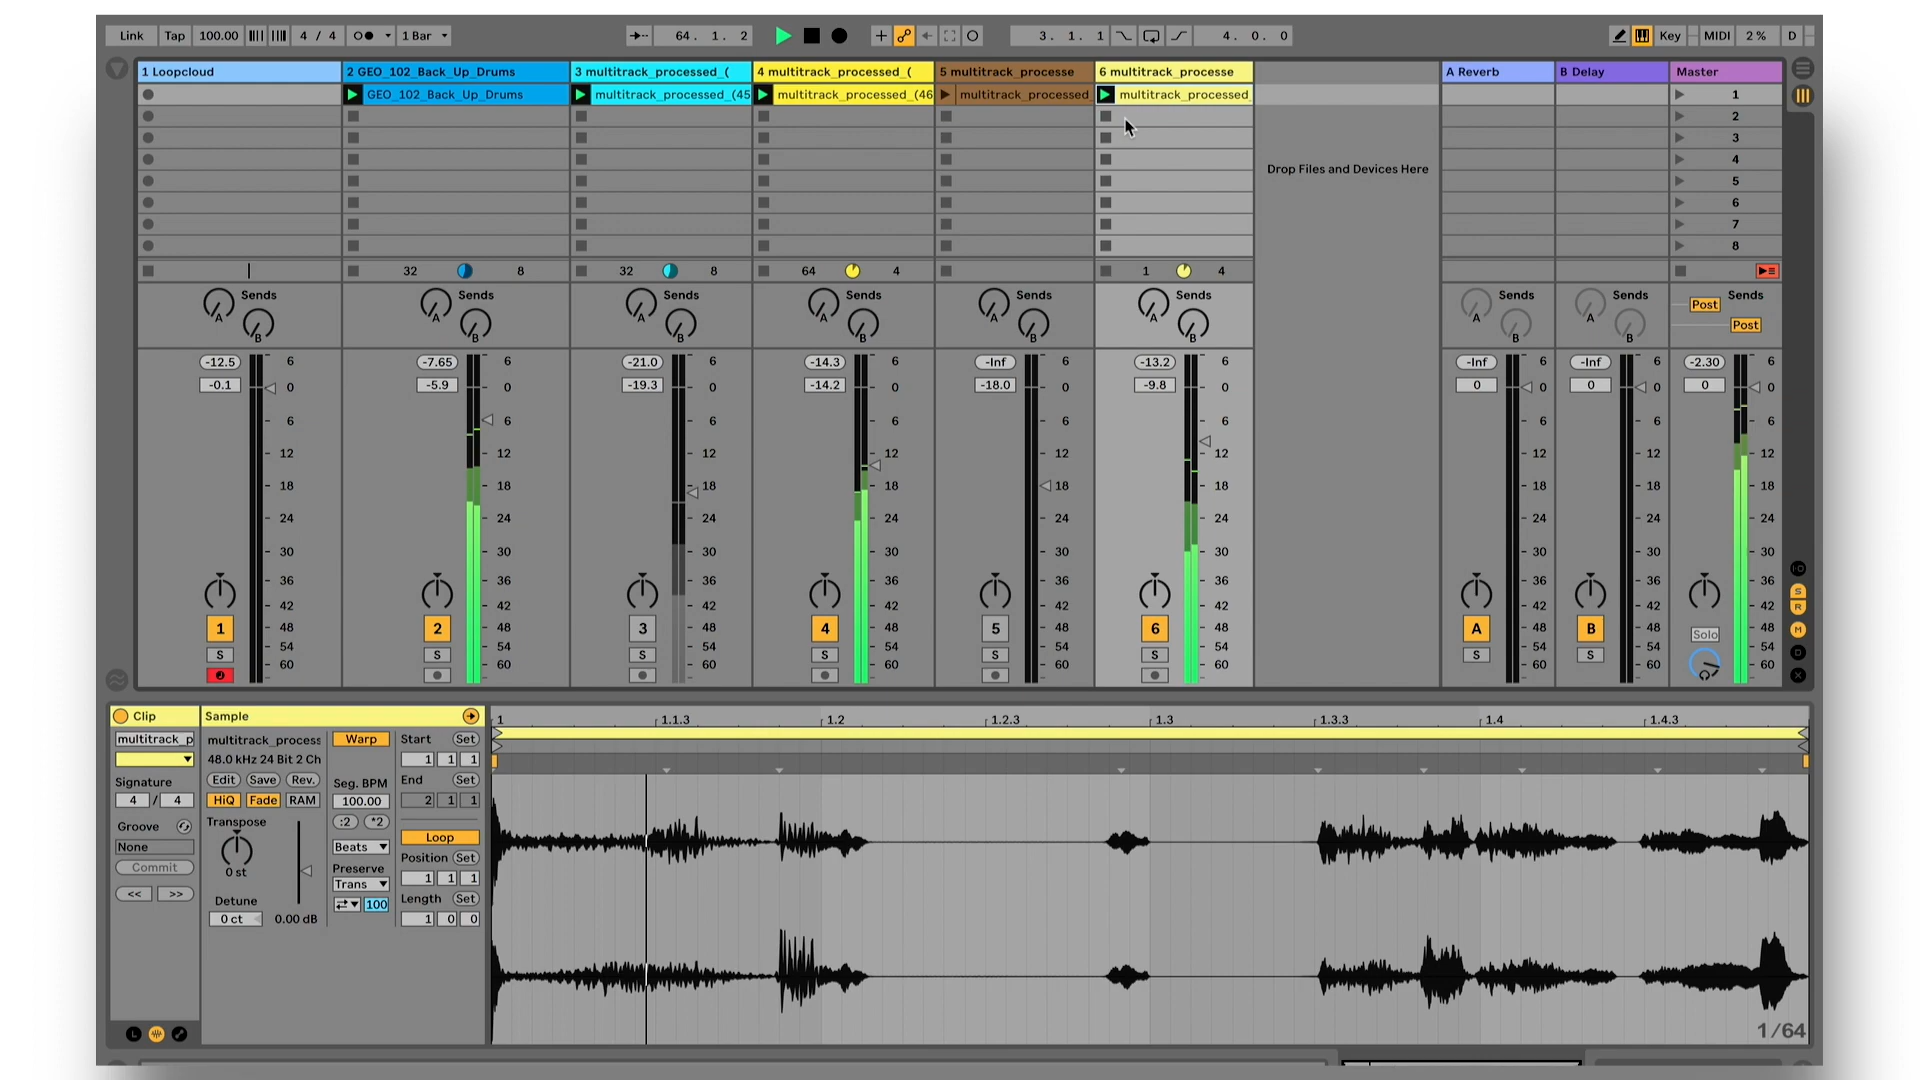 Link Tap 100.00 4 / 4 1 Bar 64. 1. 2 3. 1. 1 4. 0. 0 Key MIDI 2 % D
1 Loopcloud 2 GEO_102_Back_Up_Drums 3 multitrack_processed_( 4 multitrack_processed_( 5 multitrack_processe 6 multitrack_processe A Reverb B Delay Master
GEO_102_Back_Up_Drums multitrack_processed_(45 multitrack_processed_(46 multitrack_processed_ multitrack_processed_ 1
2
3
4
Drop Files and Devices Here
5
6
7
8
32 8 32 8 64 4 1 4
Sends Sends Sends Sends Sends Sends Sends Sends Sends
A A A A A A A A Post
B B B B B B B B Post
-12.5 6 -7.65 6 -21.0 6 -14.3 6 -Inf 6 -13.2 6 -Inf 6 -Inf 6 -2.30 6
-0.1 0 -5.9 0 -19.3 0 -14.2 0 -18.0 0 -9.8 0 0 0 0 0 0 0
6 6 6 6 6 6 6 6 6
12 12 12 12 12 12 12 12 12
18 18 18 18 18 18 18 18 18
24 24 24 24 24 24 24 24 24
30 30 30 30 30 30 30 30 30
36 36 36 36 36 36 36 36 36
42 42 42 42 42 42 42 42 42
1 48 2 48 3 48 4 48 5 48 6 48 A 48 B 48 48
S 54 S 54 S 54 S 54 S 54 S 54 S 54 S 54 Solo 54
60 60 60 60 60 60 60 60 60
S
R
M
D
Clip Sample 1 1.1.3 1.2 1.2.3 1.3 1.3.3 1.4 1.4.3
multitrack_p multitrack_process Warp Start Set
48.0 kHz 24 Bit 2 Ch 1 1 1
Signature Edit Save Rev. Seg. BPM End Set
4 / 4 HiQ Fade RAM 100.00 2 1 1
Groove Transpose :2 *2 Loop
None Beats Position Set
Commit 0 st Preserve 1 1 1
<< >> Trans Length Set
Detune 100 1 0 0
0 ct 0.00 dB
L
1/64